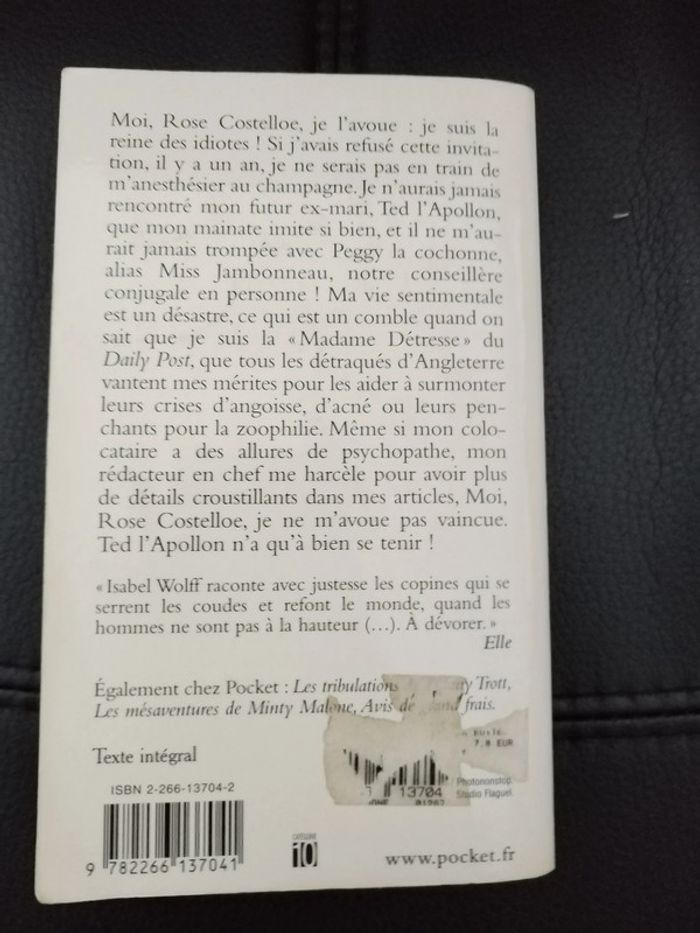 Moi, Rose Costelloe, je l'avoue : je suis la
reine des idiotes ! Si j'avais refusé cette invita-
tion, il y a un an, je ne serais pas en train de
m'anesthésier au champagne. Je n'aurais jamais
rencontré mon futur ex-mari, Ted l'Apollon,
que mon mainate imite si bien, et il ne m'au-
rait jamais trompée avec Peggy la cochonne,
alias Miss Jambonneau, notre conseillère
conjugale en personne ! Ma vie sentimentale
est un désastre, ce qui est un comble quand on
sait que je suis la « Madame Détresse » du
Daily Post, que tous les détraqués d'Angleterre
vantent mes mérites pour les aider à surmonter
leurs crises d'angoisse, d'acné ou leurs pen-
chants pour la zoophilie. Même si mon colo-
cataire a des allures de psychopathe, mon
rédacteur en chef me harcèle pour avoir plus
de détails croustillants dans mes articles, Moi,
Rose Costelloe, je ne m'avoue pas vaincue.
Ted l'Apollon n'a qu'à bien se tenir !
« Isabel Wolff raconte avec justesse les copines qui se
serrent les coudes et refont le monde, quand les
hommes ne sont pas à la hauteur (...). À dévorer. »
Elle
Également chez Pocket : Les tribulations Trott,
Les mésaventures de Minty Malone, Avis de frais.
7.0 EUR
Texte intégral
Photononstop.
13704 Studio Flaguel.
ISBN 2-266-13704-2
CATÉGORIE
10
9 782266 137041
www.pocket.fr